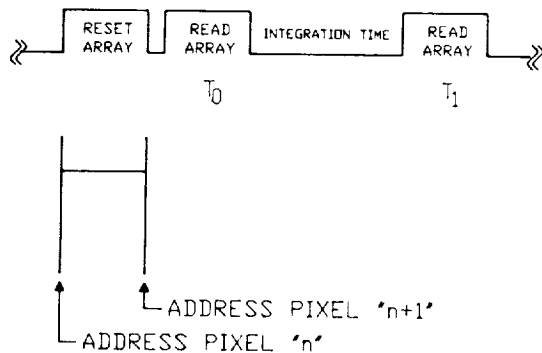 RESET ARRAY
READ ARRAY
INTEGRATION TIME
READ ARRAY
T0
T1
ADDRESS PIXEL "n+1"
ADDRESS PIXEL "n"